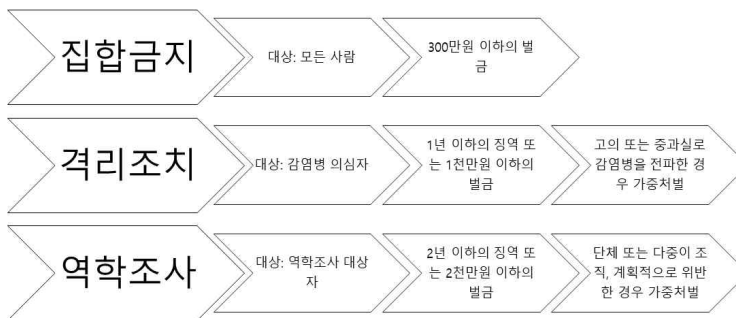 집합금지
대상: 모든 사람
300만원 이하의 벌
금
격리조치
대상: 감염병 의심자
1년 이하의 징역 또
는 1천만원 이하의
벌금
고의 또는 중과실로
감염병을 전파한 경
우 가중처벌
역학조사
대상: 역학조사 대상
자
2년 이하의 징역 또
는 2천만원 이하의
벌금
단체 또는 다중이 조
직, 계획적으로 위반
한 경우 가중처벌